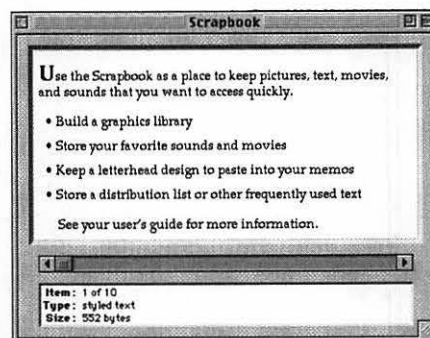 Scrapbook
Use the Scrapbook as a place to keep pictures, text, movies,
and sounds that you want to access quickly.
• Build a graphics library
• Store your favorite sounds and movies
• Keep a letterhead design to paste into your memos
• Store a distribution list or other frequently used text
See your user's guide for more information.
Item: 1 of 10
Type: styled text
Size: 552 bytes